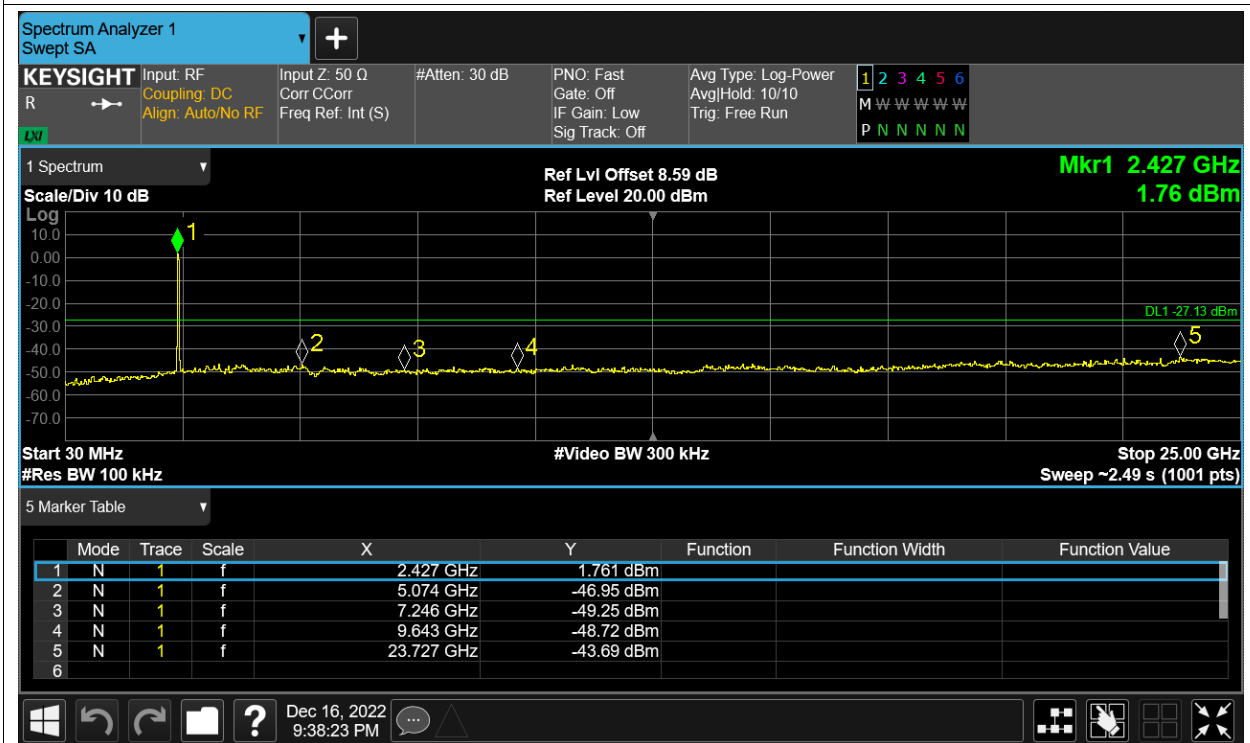 Spectrum Analyzer 1
Swept SA
+
KEYSIGHT
R
LXI
Input: RF
Coupling: DC
Align: Auto/No RF
Input Z: 50 Ω
Corr CCorr
Freq Ref: Int (S)
#Atten: 30 dB
PNO: Fast
Gate: Off
IF Gain: Low
Sig Track: Off
Avg Type: Log-Power
Avg|Hold: 10/10
Trig: Free Run
1 2 3 4 5 6
M W W W W W
P N N N N N
1 Spectrum
Scale/Div 10 dB
Ref Lvl Offset 8.59 dB
Ref Level 20.00 dBm
Mkr1 2.427 GHz
1.76 dBm
Log
10.0
0.00
-10.0
-20.0
-30.0
-40.0
-50.0
-60.0
-70.0
1
2
3
4
5
DL1 -27.13 dBm
Start 30 MHz
#Res BW 100 kHz
#Video BW 300 kHz
Stop 25.00 GHz
Sweep ~2.49 s (1001 pts)
5 Marker Table
Mode Trace Scale X Y Function Function Width Function Value
1 N 1 f 2.427 GHz 1.761 dBm
2 N 1 f 5.074 GHz -46.95 dBm
3 N 1 f 7.246 GHz -49.25 dBm
4 N 1 f 9.643 GHz -48.72 dBm
5 N 1 f 23.727 GHz -43.69 dBm
6
?
Dec 16, 2022
9:38:23 PM